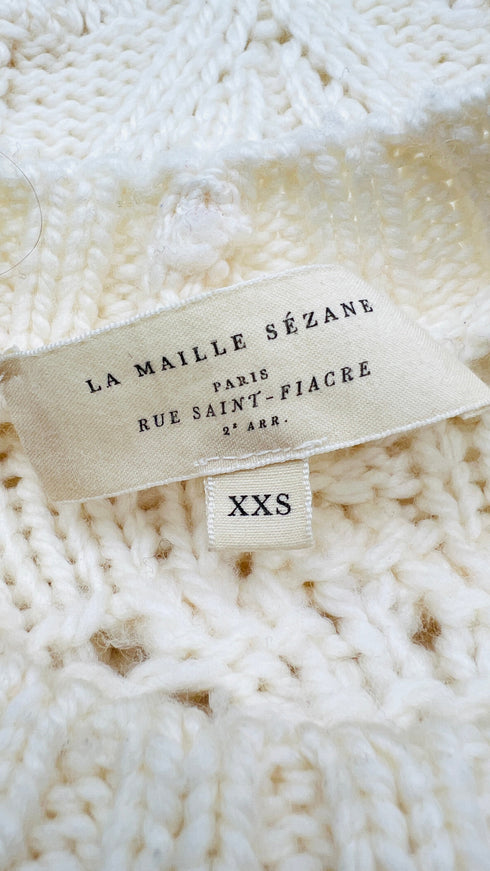 LA MAILLE SÉZANE
PARIS
RUE SAINT-FIACRE
2ᴱ ARR.
XXS